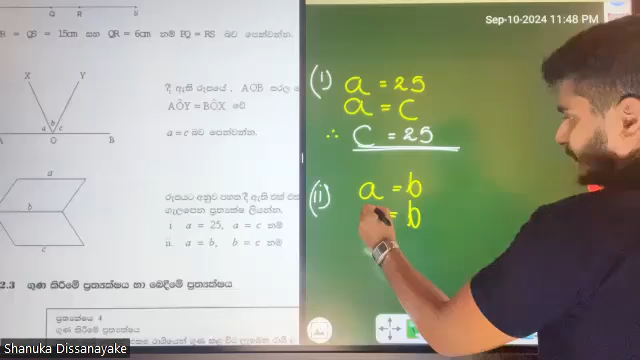 Q R S
R = QS = 15cm සහ QR = 6cm නම් PQ = RS බව පෙන්වන්න.
X Y
a b c
O B
දී ඇති රූපයේ . AOB සරල
AÔY = BÔX වේ
a = c බව පෙන්වන්න.
a
b
c
රූපයට අනුව පහත දී ඇති එක් එක්
ගැලපෙන ප්‍රත්‍යක්ෂ ලියන්න.
i. a = 25, a = c නම්
ii. a = b, b = c නම්
2.3 ගුණ කිරීමේ ප්‍රත්‍යක්ෂය හා බෙදීමේ ප්‍රත්‍යක්ෂය
ප්‍රත්‍යක්ෂය 4
ගුණ කිරීමේ ප්‍රත්‍යක්ෂය
Shanuka Dissanayake
Sep-10-2024 11:48 PM
(i) a = 25
a = c
∴ c = 25
(ii) a = b
= b